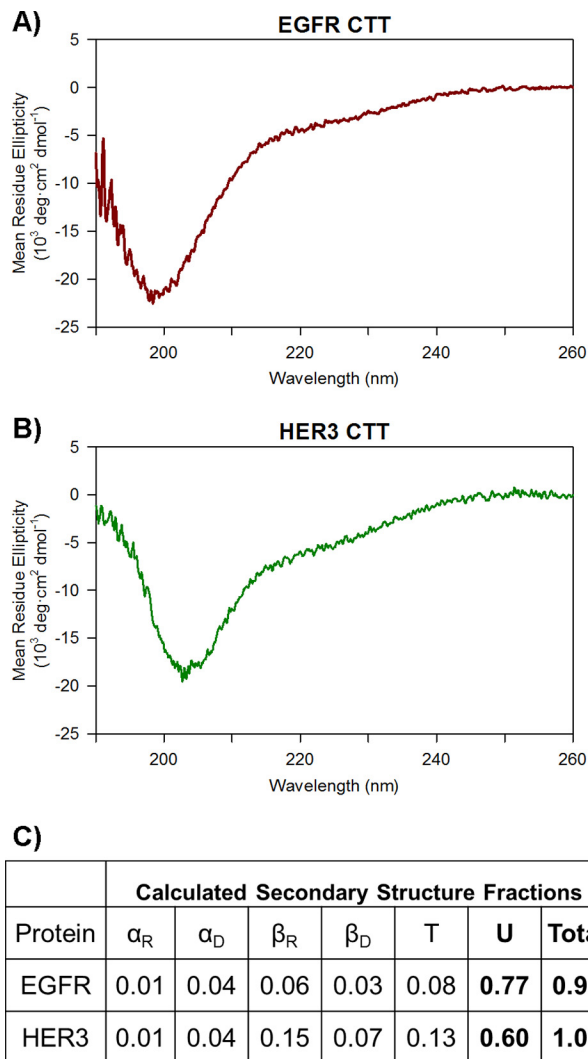 A)
EGFR CTT
5
0
-5
-10
-15
-20
-25
Mean Residue Ellipticity
(10³ deg·cm² dmol⁻¹)
200 220 240 260
Wavelength (nm)
B)
HER3 CTT
5
0
-5
-10
-15
-20
-25
Mean Residue Ellipticity
(10³ deg·cm² dmol⁻¹)
200 220 240 260
Wavelength (nm)
C)
Calculated Secondary Structure Fractions
Protein α_R α_D β_R β_D T U
EGFR 0.01 0.04 0.06 0.03 0.08 0.77
HER3 0.01 0.04 0.15 0.07 0.13 0.60